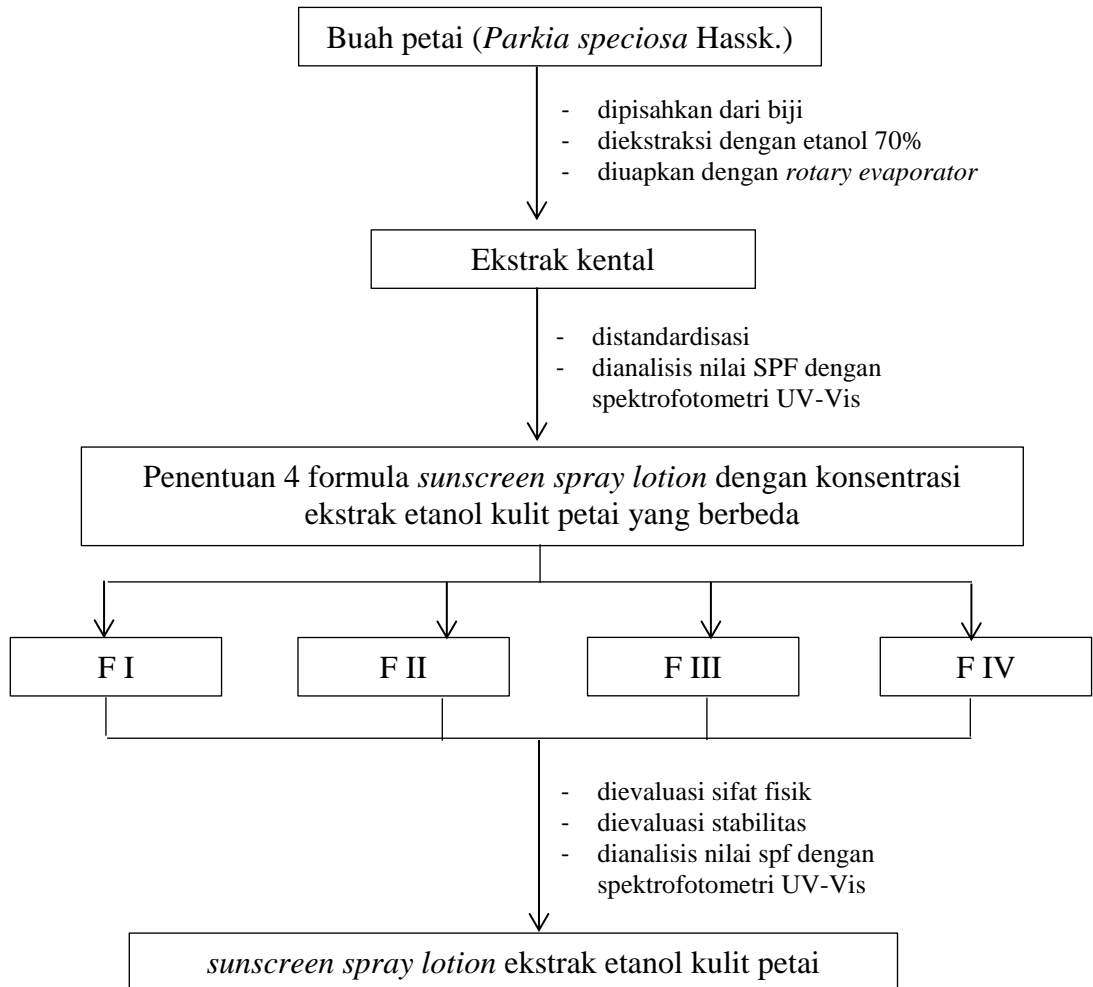 Buah petai (Parkia speciosa Hassk.)
- dipisahkan dari biji
- diekstraksi dengan etanol 70%
- diuapkan dengan rotary evaporator
Ekstrak kental
- distandardisasi
- dianalisis nilai SPF dengan
spektrofotometri UV-Vis
Penentuan 4 formula sunscreen spray lotion dengan konsentrasi
ekstrak etanol kulit petai yang berbeda
F I
F II
F III
F IV
- dievaluasi sifat fisik
- dievaluasi stabilitas
- dianalisis nilai spf dengan
spektrofotometri UV-Vis
sunscreen spray lotion ekstrak etanol kulit petai